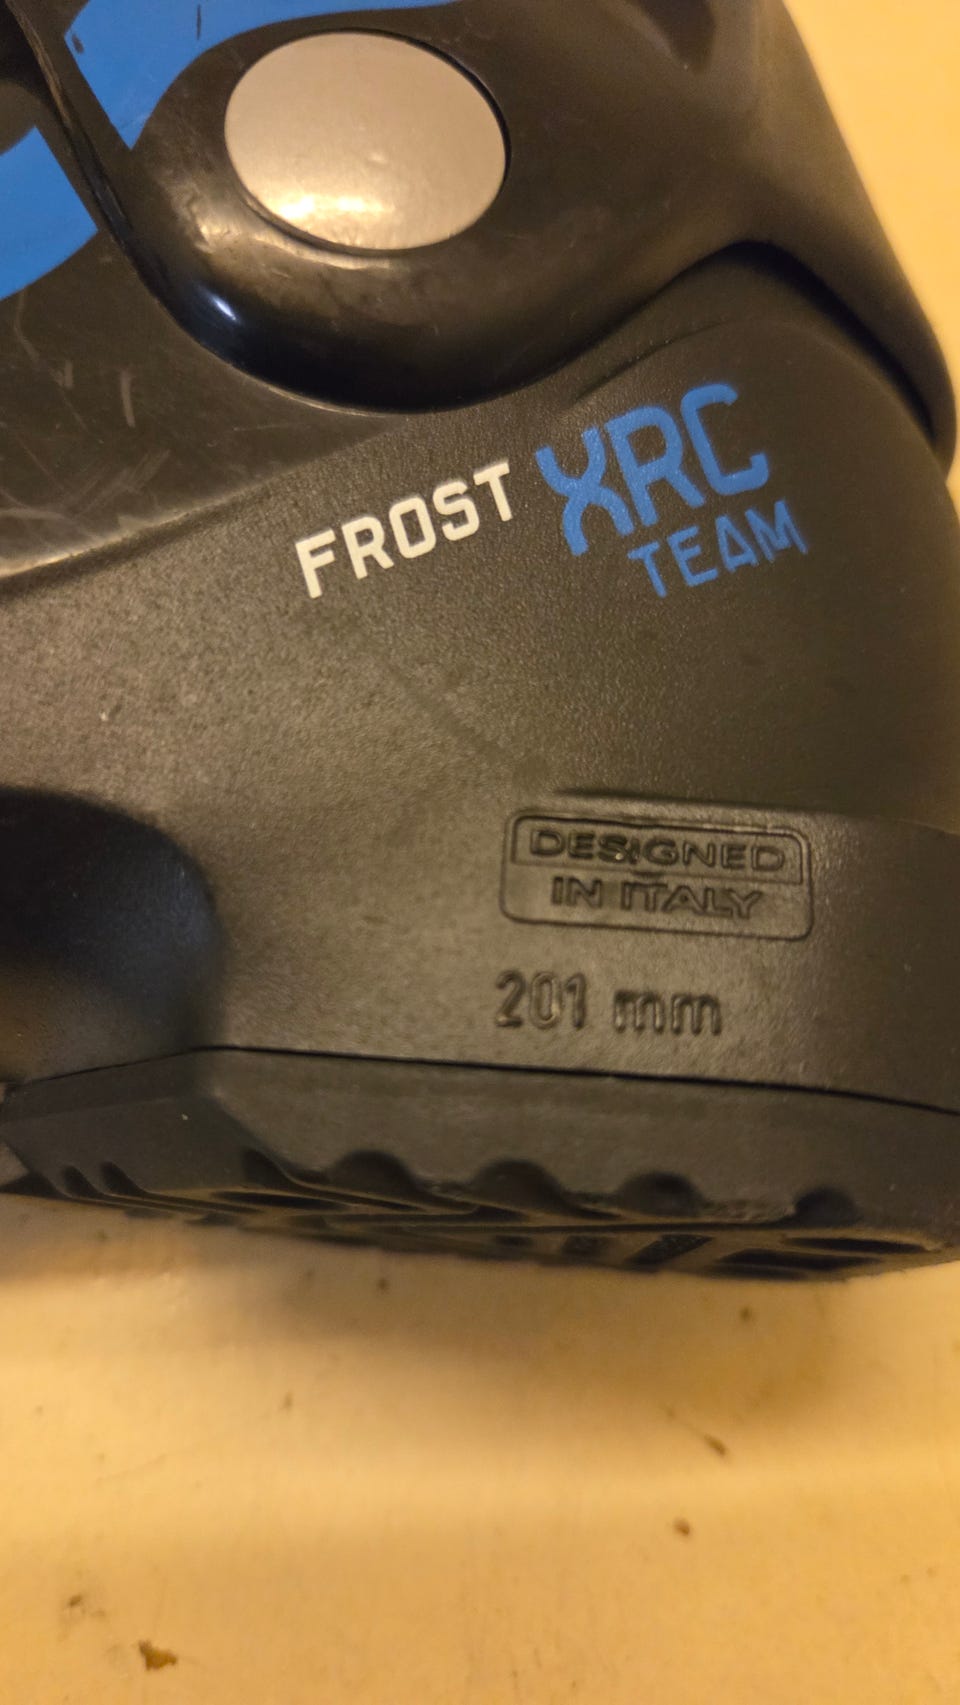 FROST XRC
TEAM
DESIGNED
IN ITALY
201 mm